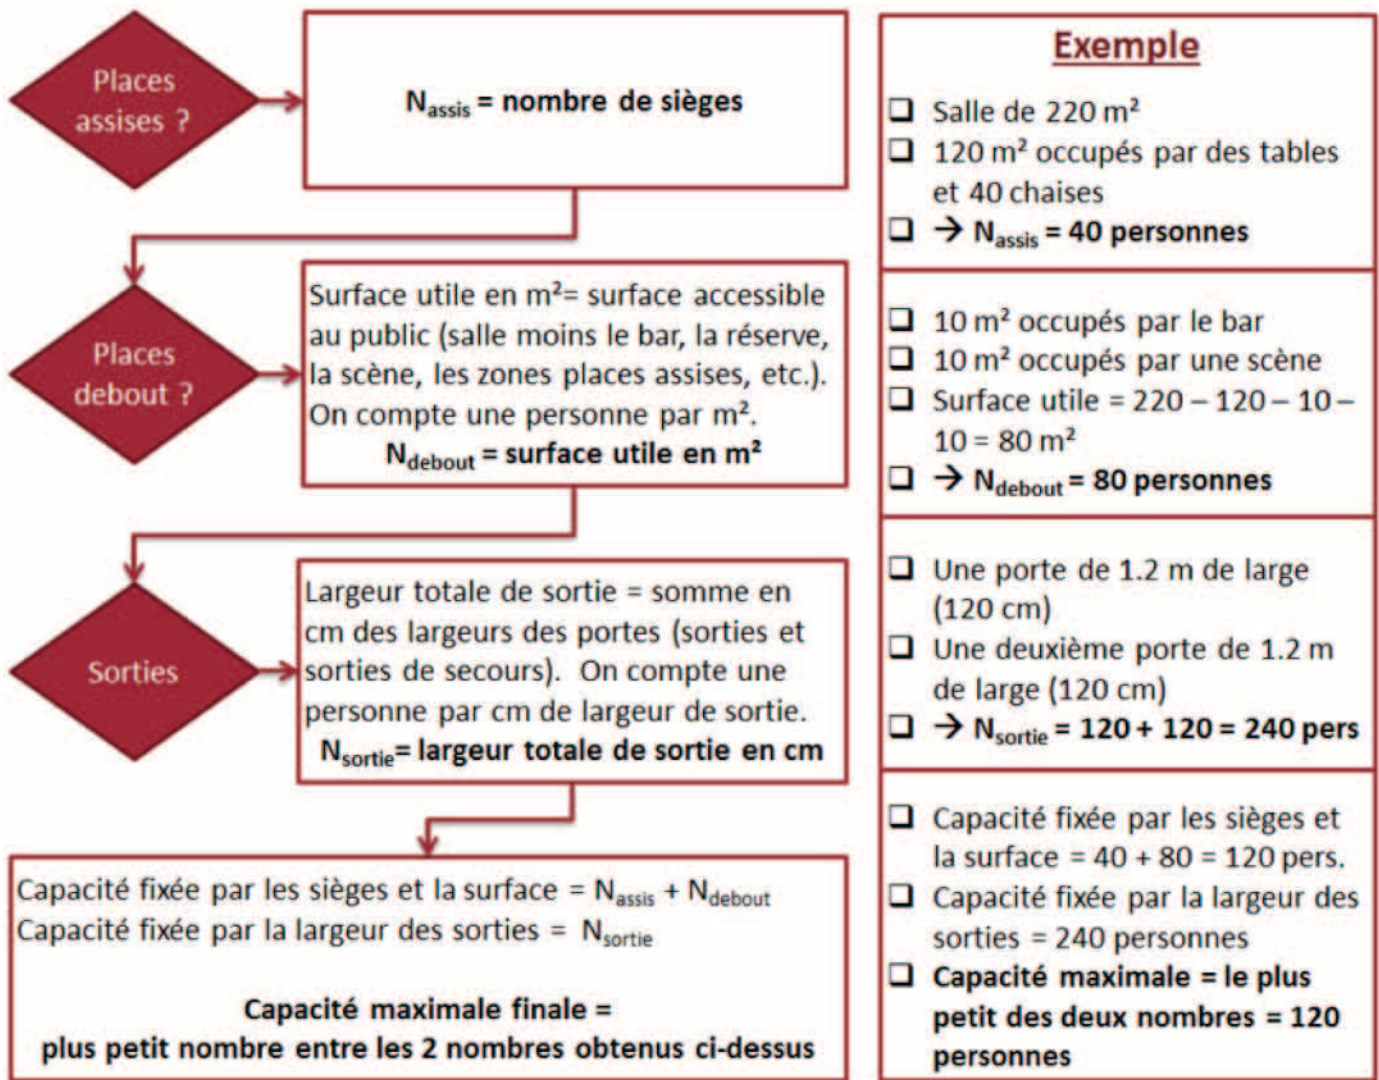 Places
assises ?
N assis = nombre de sièges
Places
debout ?
Surface utile en m²= surface accessible
au public (salle moins le bar, la réserve,
la scène, les zones places assises, etc.).
On compte une personne par m².
N debout = surface utile en m²
Sorties
Largeur totale de sortie = somme en
cm des largeurs des portes (sorties et
sorties de secours). On compte une
personne par cm de largeur de sortie.
N sortie= largeur totale de sortie en cm
Capacité fixée par les sièges et la surface = N assis + N debout
Capacité fixée par la largeur des sorties = N sortie
Capacité maximale finale =
plus petit nombre entre les 2 nombres obtenus ci-dessus
Exemple
❑ Salle de 220 m²
❑ 120 m² occupés par des tables
et 40 chaises
❑ → N assis = 40 personnes
❑ 10 m² occupés par le bar
❑ 10 m² occupés par une scène
❑ Surface utile = 220 – 120 – 10 –
10 = 80 m²
❑ → N debout = 80 personnes
❑ Une porte de 1.2 m de large
(120 cm)
❑ Une deuxième porte de 1.2 m
de large (120 cm)
❑ → N sortie = 120 + 120 = 240 pers
❑ Capacité fixée par les sièges et
la surface = 40 + 80 = 120 pers.
❑ Capacité fixée par la largeur des
sorties = 240 personnes
❑ Capacité maximale = le plus
petit des deux nombres = 120
personnes